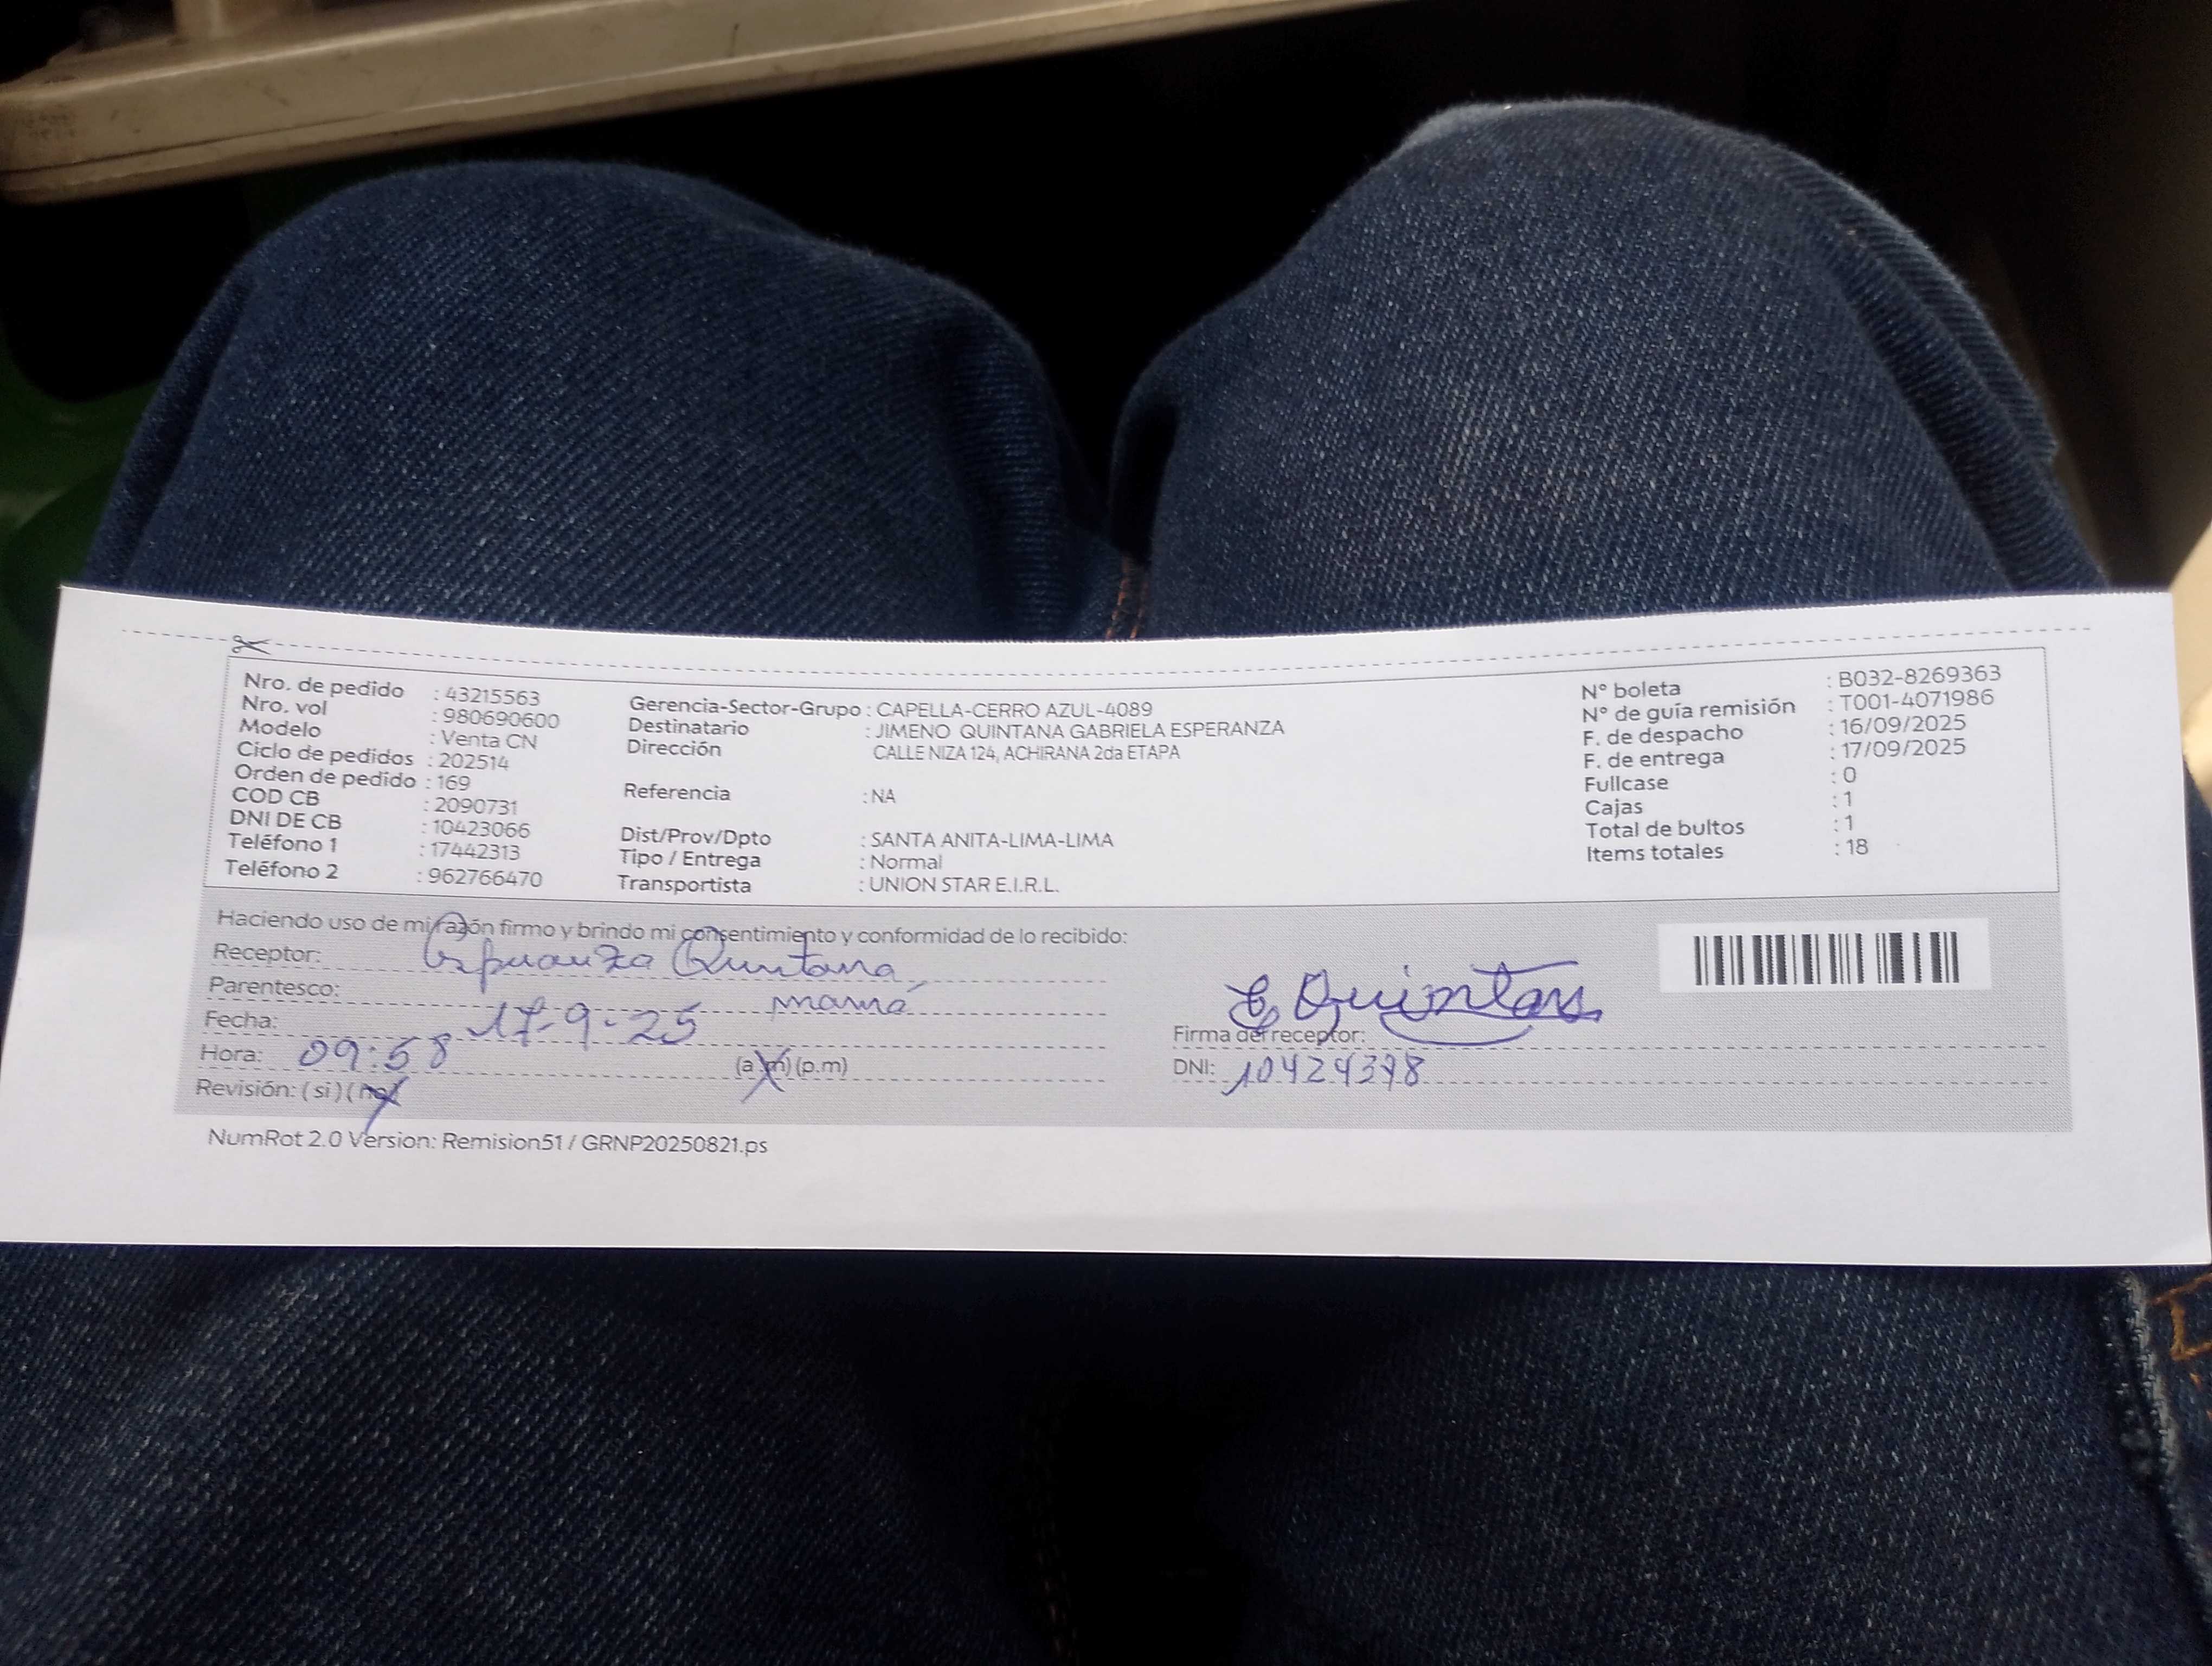 Nro. de pedido : 43215563
Nro. vol : 980690600
Modelo : Venta CN
Ciclo de pedidos : 202514
Orden de pedido : 169
COD CB : 2090731
DNI DE CB : 10423066
Teléfono 1 : 17442313
Teléfono 2 : 962766470
Gerencia-Sector-Grupo : CAPELLA-CERRO AZUL-4089
Destinatario : JIMENO QUINTANA GABRIELA ESPERANZA
Dirección CALLE NIZA 124, ACHIRANA 2da ETAPA
Referencia : NA
Dist/Prov/Dpto : SANTA ANITA-LIMA-LIMA
Tipo / Entrega : Normal
Transportista : UNION STAR E.I.R.L.
N° boleta : B032-8269363
N° de guía remisión : T001-4071986
F. de despacho : 16/09/2025
F. de entrega : 17/09/2025
Fullcase : 0
Cajas : 1
Total de bultos : 1
Items totales : 18
Haciendo uso de mi razón firmo y brindo mi consentimiento y conformidad de lo recibido:
Receptor: Esperanza Quintana
Parentesco: mamá
Fecha: 17-9-25
Hora: 09:58 (a.m) (p.m)
Revisión: ( si ) ( no )
E Quintana
Firma del receptor:
DNI: 10424378
NumRot 2.0 Version: Remision51 / GRNP20250821.ps